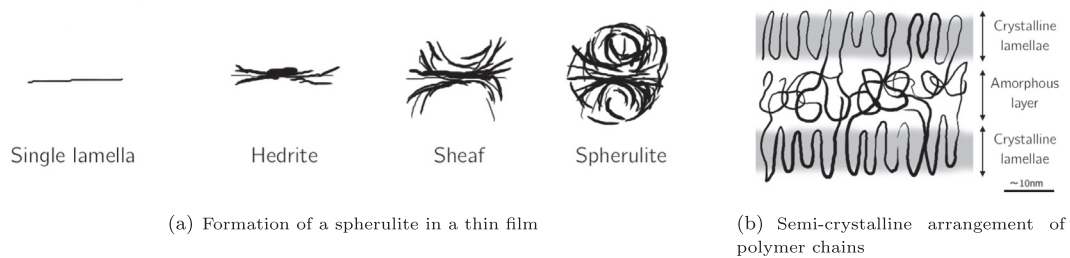 Single lamella
Hedrite
Sheaf
Spherulite
(a) Formation of a spherulite in a thin film
Crystalline
lamellae
Amorphous
layer
Crystalline
lamellae
~10nm
(b) Semi-crystalline arrangement of
polymer chains